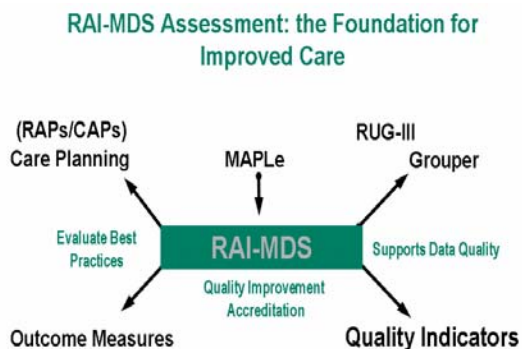 RAI-MDS Assessment: the Foundation for
Improved Care
(RAPs/CAPs)
Care Planning
MAPLe
RUG-III
Grouper
Evaluate Best
Practices
RAI-MDS
Supports Data Quality
Quality Improvement
Accreditation
Outcome Measures
Quality Indicators